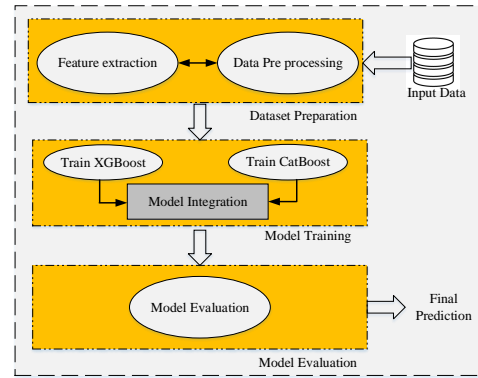 Feature extraction
Data Pre processing
Input Data
Dataset Preparation
Train XGBoost
Train CatBoost
Model Integration
Model Training
Model Evaluation
Final
Prediction
Model Evaluation